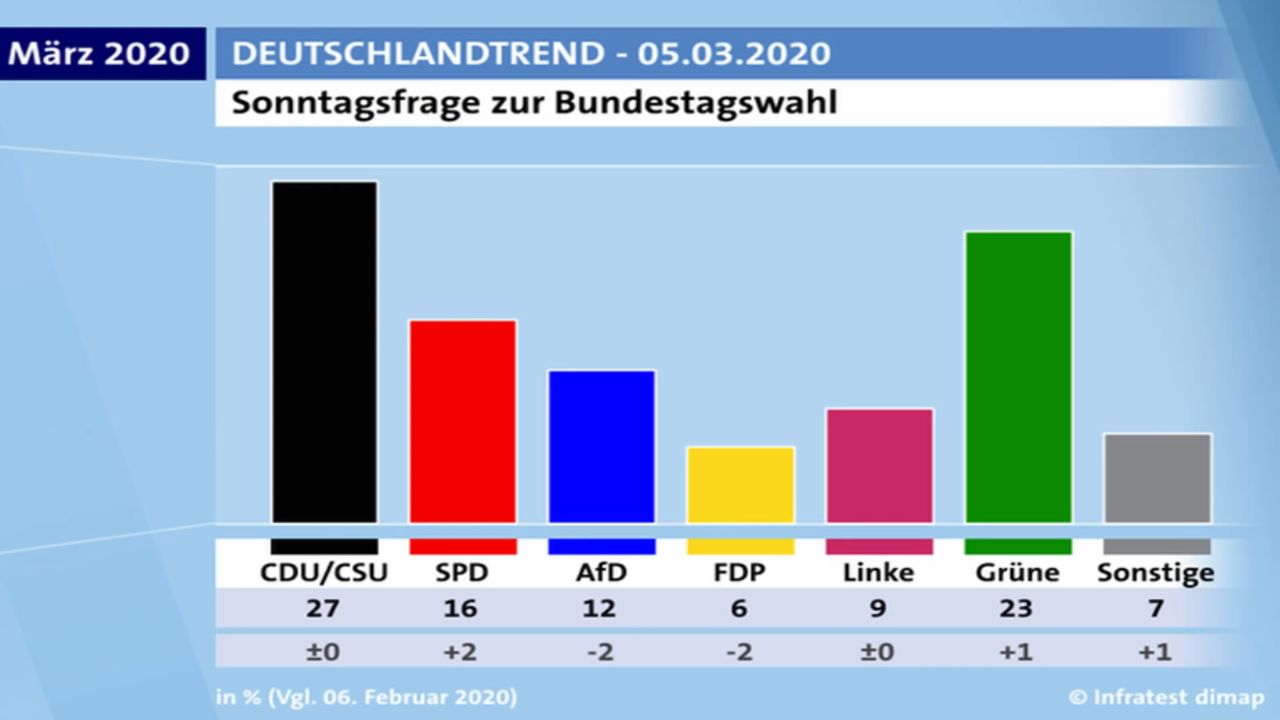 März 2020
DEUTSCHLANDTREND - 05.03.2020
Sonntagsfrage zur Bundestagswahl
CDU/CSU SPD AfD FDP Linke Grüne Sonstige
27 16 12 6 9 23 7
±0 +2 -2 -2 ±0 +1 +1
in % (Vgl. 06. Februar 2020) © Infratest dimap